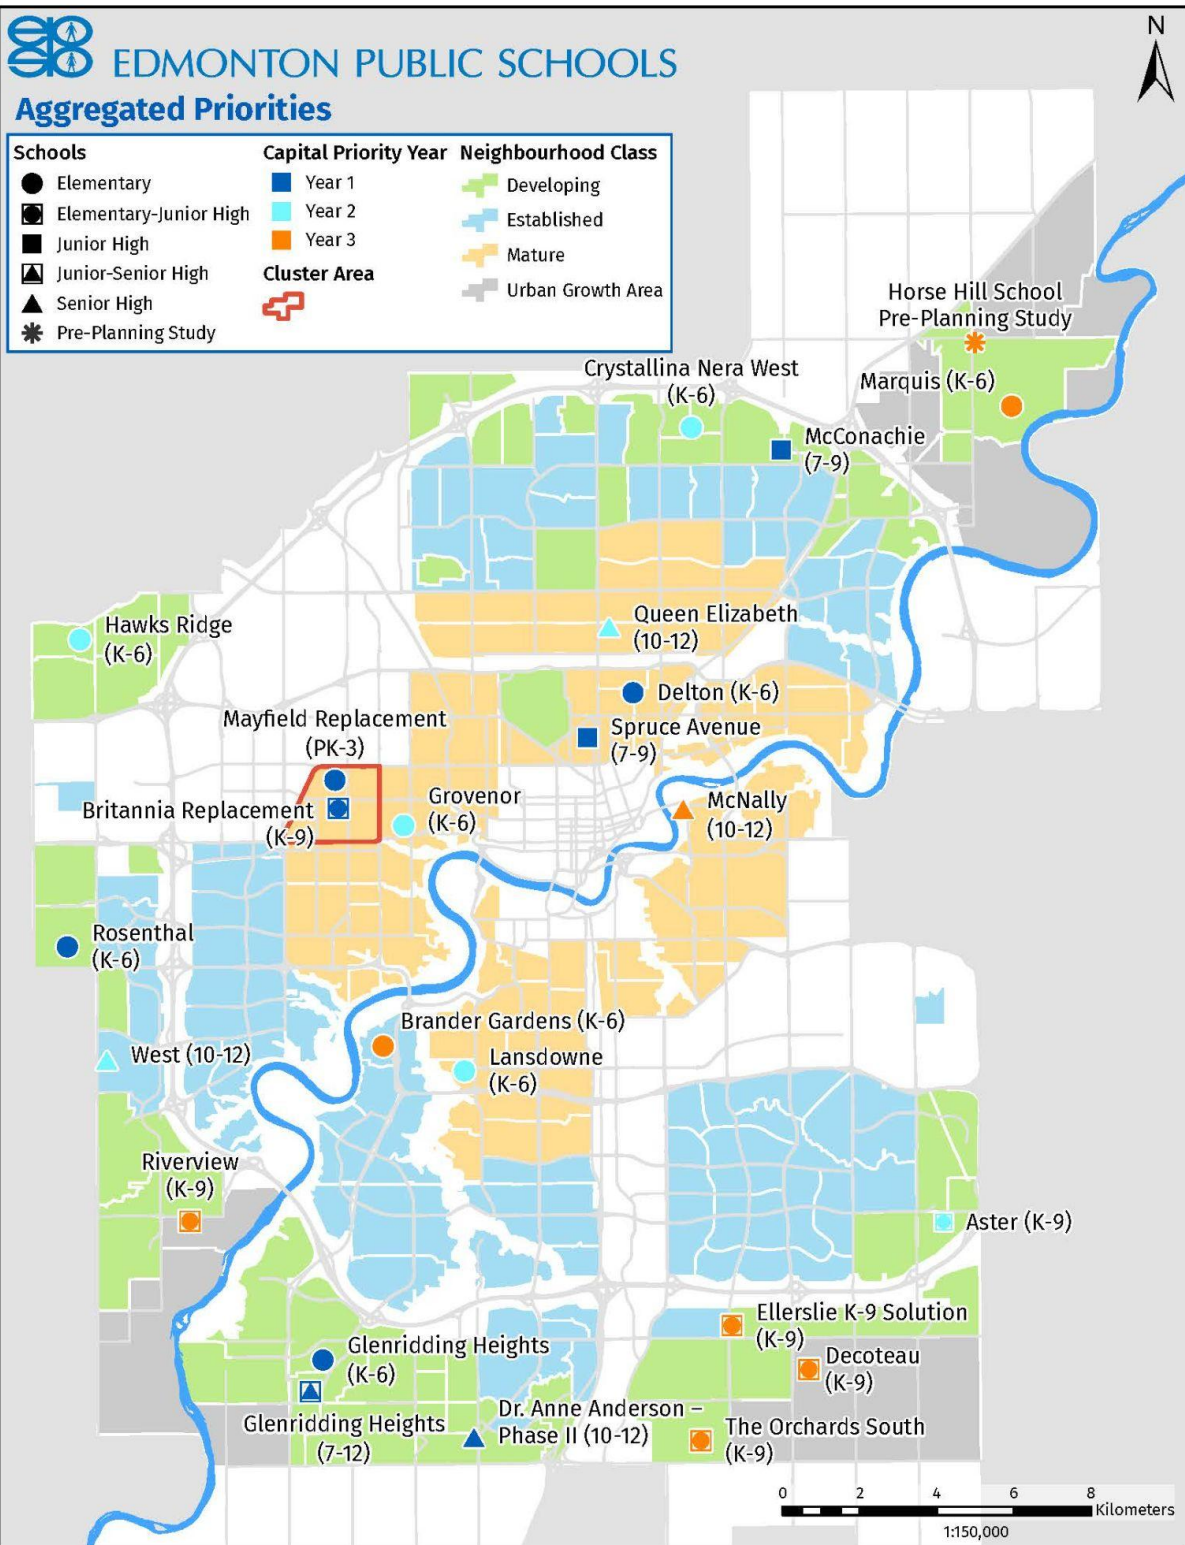 EDMONTON PUBLIC SCHOOLS
Aggregated Priorities
N
Schools
Elementary
Elementary-Junior High
Junior High
Junior-Senior High
Senior High
Pre-Planning Study
Capital Priority Year
Year 1
Year 2
Year 3
Cluster Area
Neighbourhood Class
Developing
Established
Mature
Urban Growth Area
Horse Hill School
Pre-Planning Study
Marquis (K-6)
Crystallina Nera West
(K-6)
McConachie
(7-9)
Hawks Ridge
(K-6)
Queen Elizabeth
(10-12)
Delton (K-6)
Spruce Avenue
(7-9)
Mayfield Replacement
(PK-3)
Britannia Replacement
(K-9)
Grovenor
(K-6)
McNally
(10-12)
Rosenthal
(K-6)
Brander Gardens (K-6)
West (10-12)
Lansdowne
(K-6)
Riverview
(K-9)
Aster (K-9)
Ellerslie K-9 Solution
(K-9)
Decoteau
(K-9)
Glenridding Heights
(K-6)
Glenridding Heights
(7-12)
Dr. Anne Anderson –
Phase II (10-12)
The Orchards South
(K-9)
0 2 4 6 8
Kilometers
1:150,000